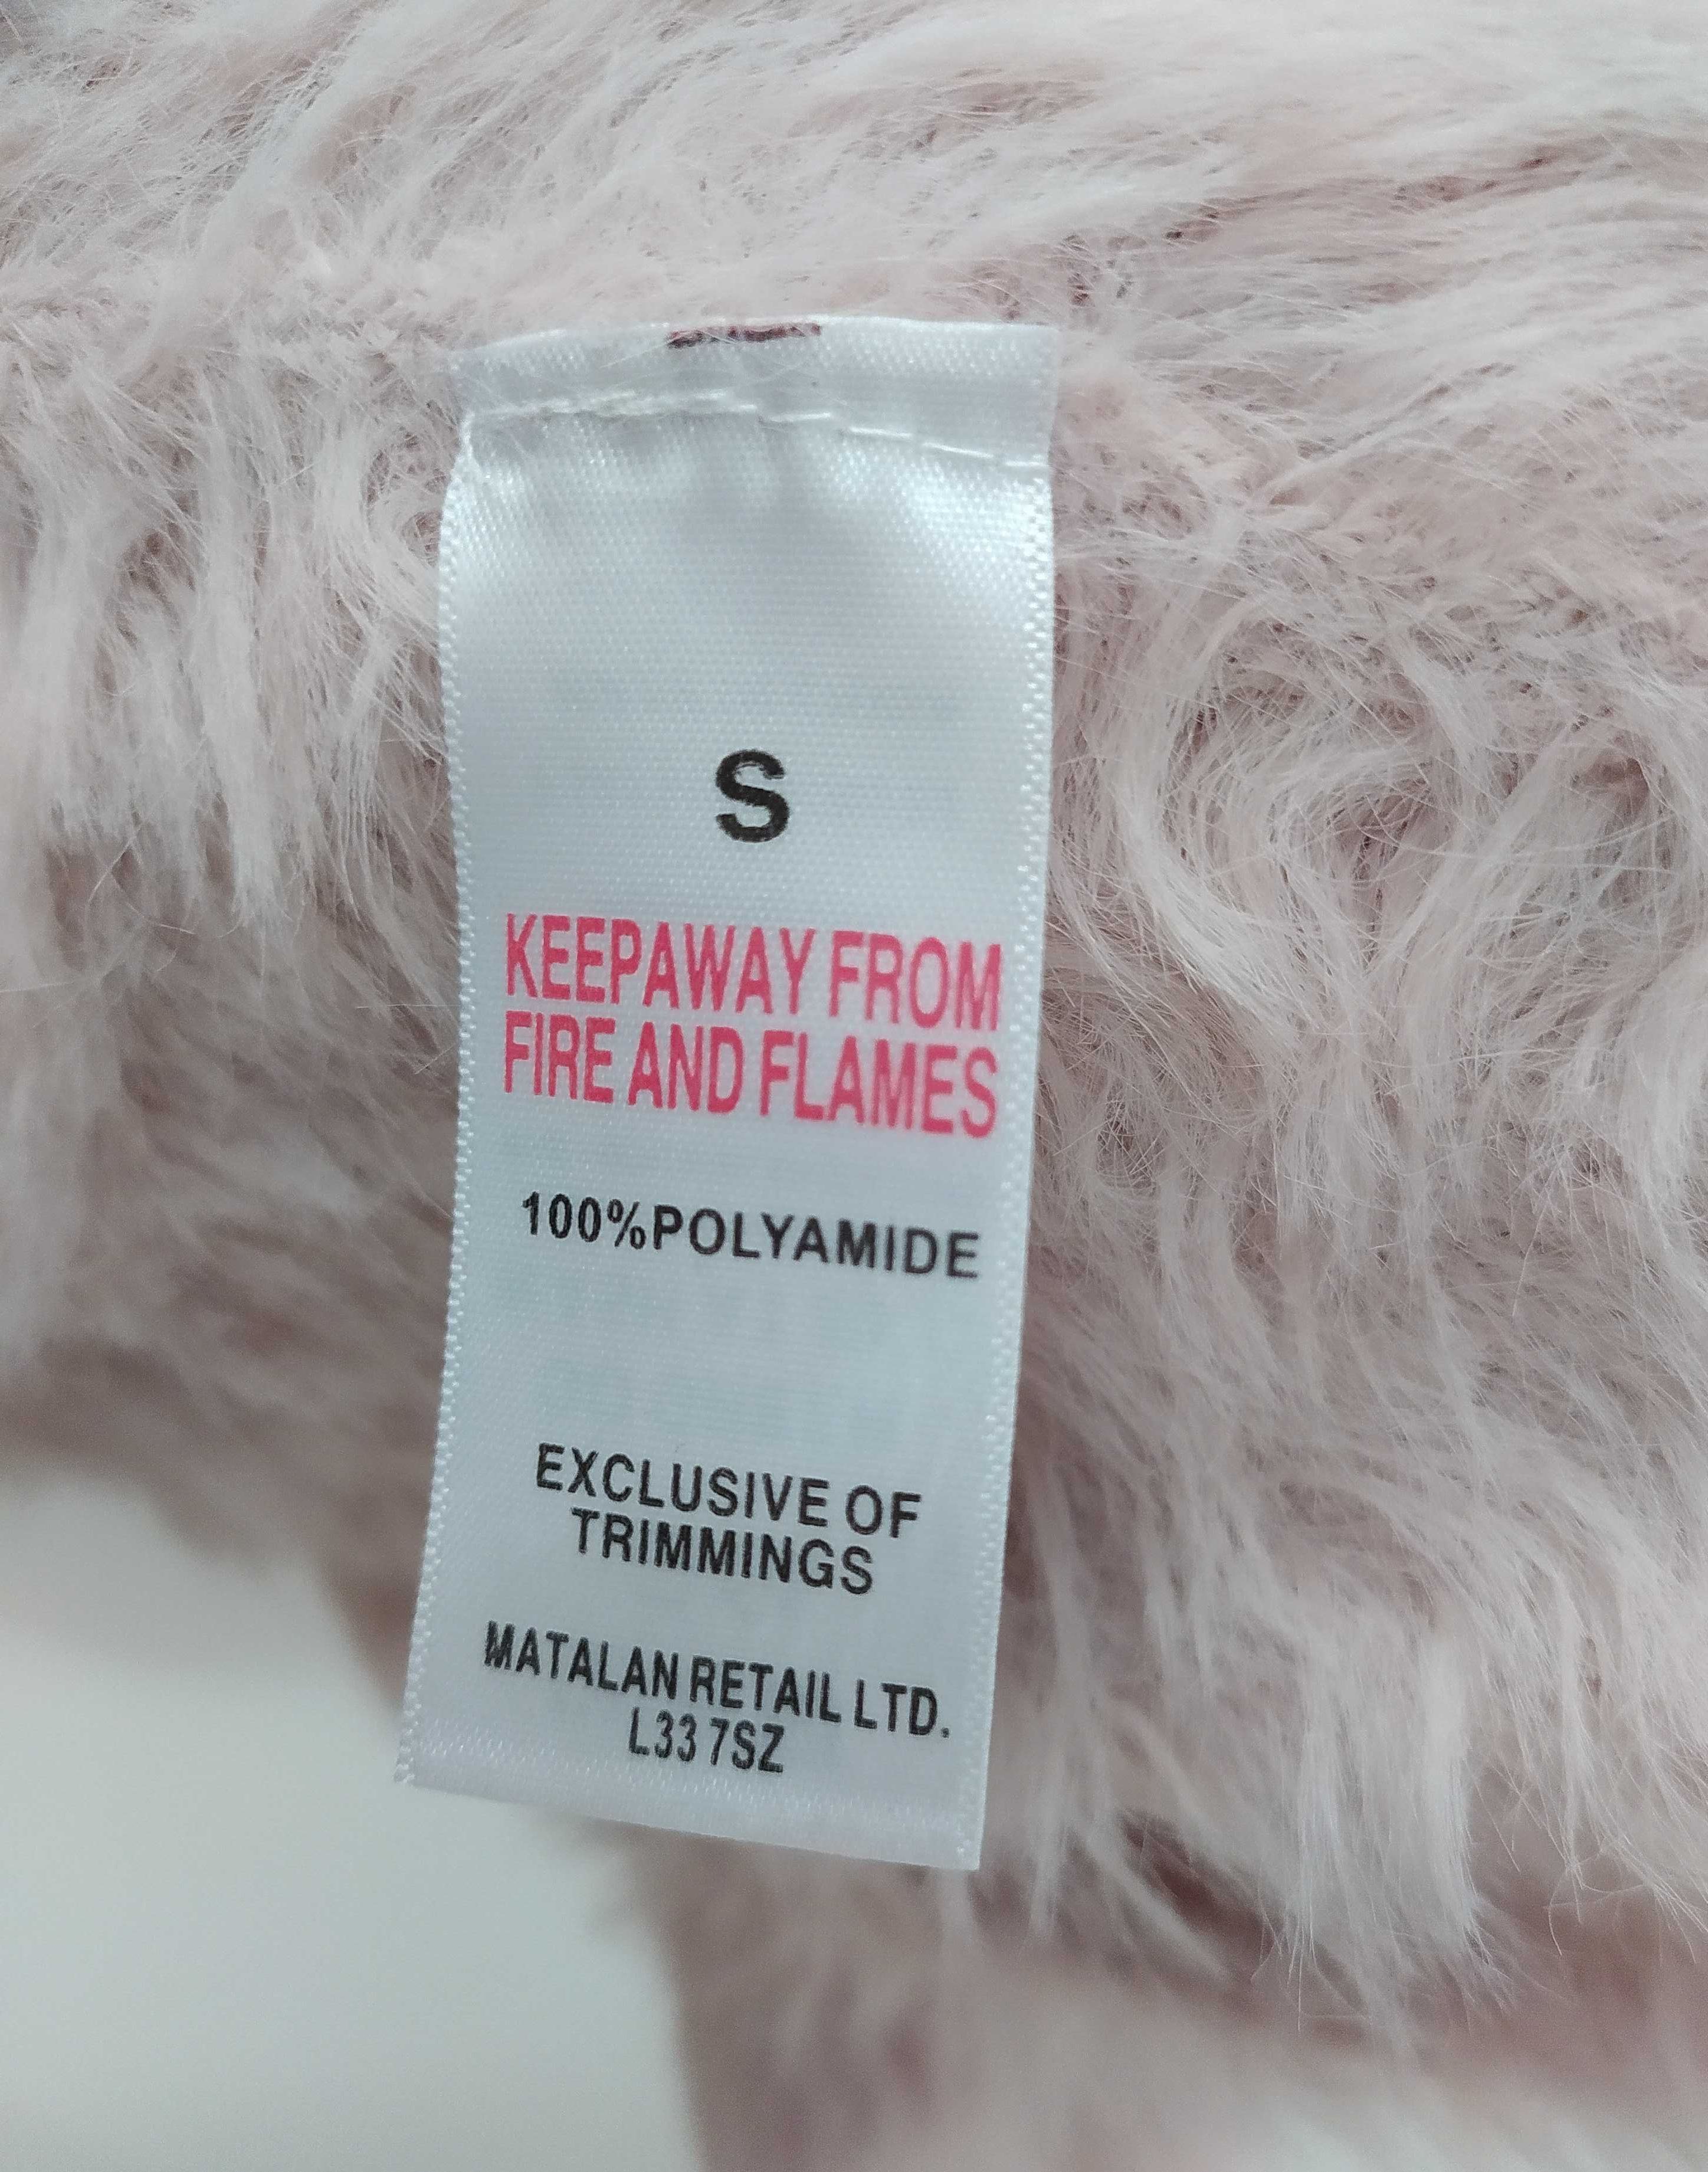 S
KEEPAWAY FROM
FIRE AND FLAMES
100%POLYAMIDE
EXCLUSIVE OF
TRIMMINGS
MATALAN RETAIL LTD.
L33 7SZ